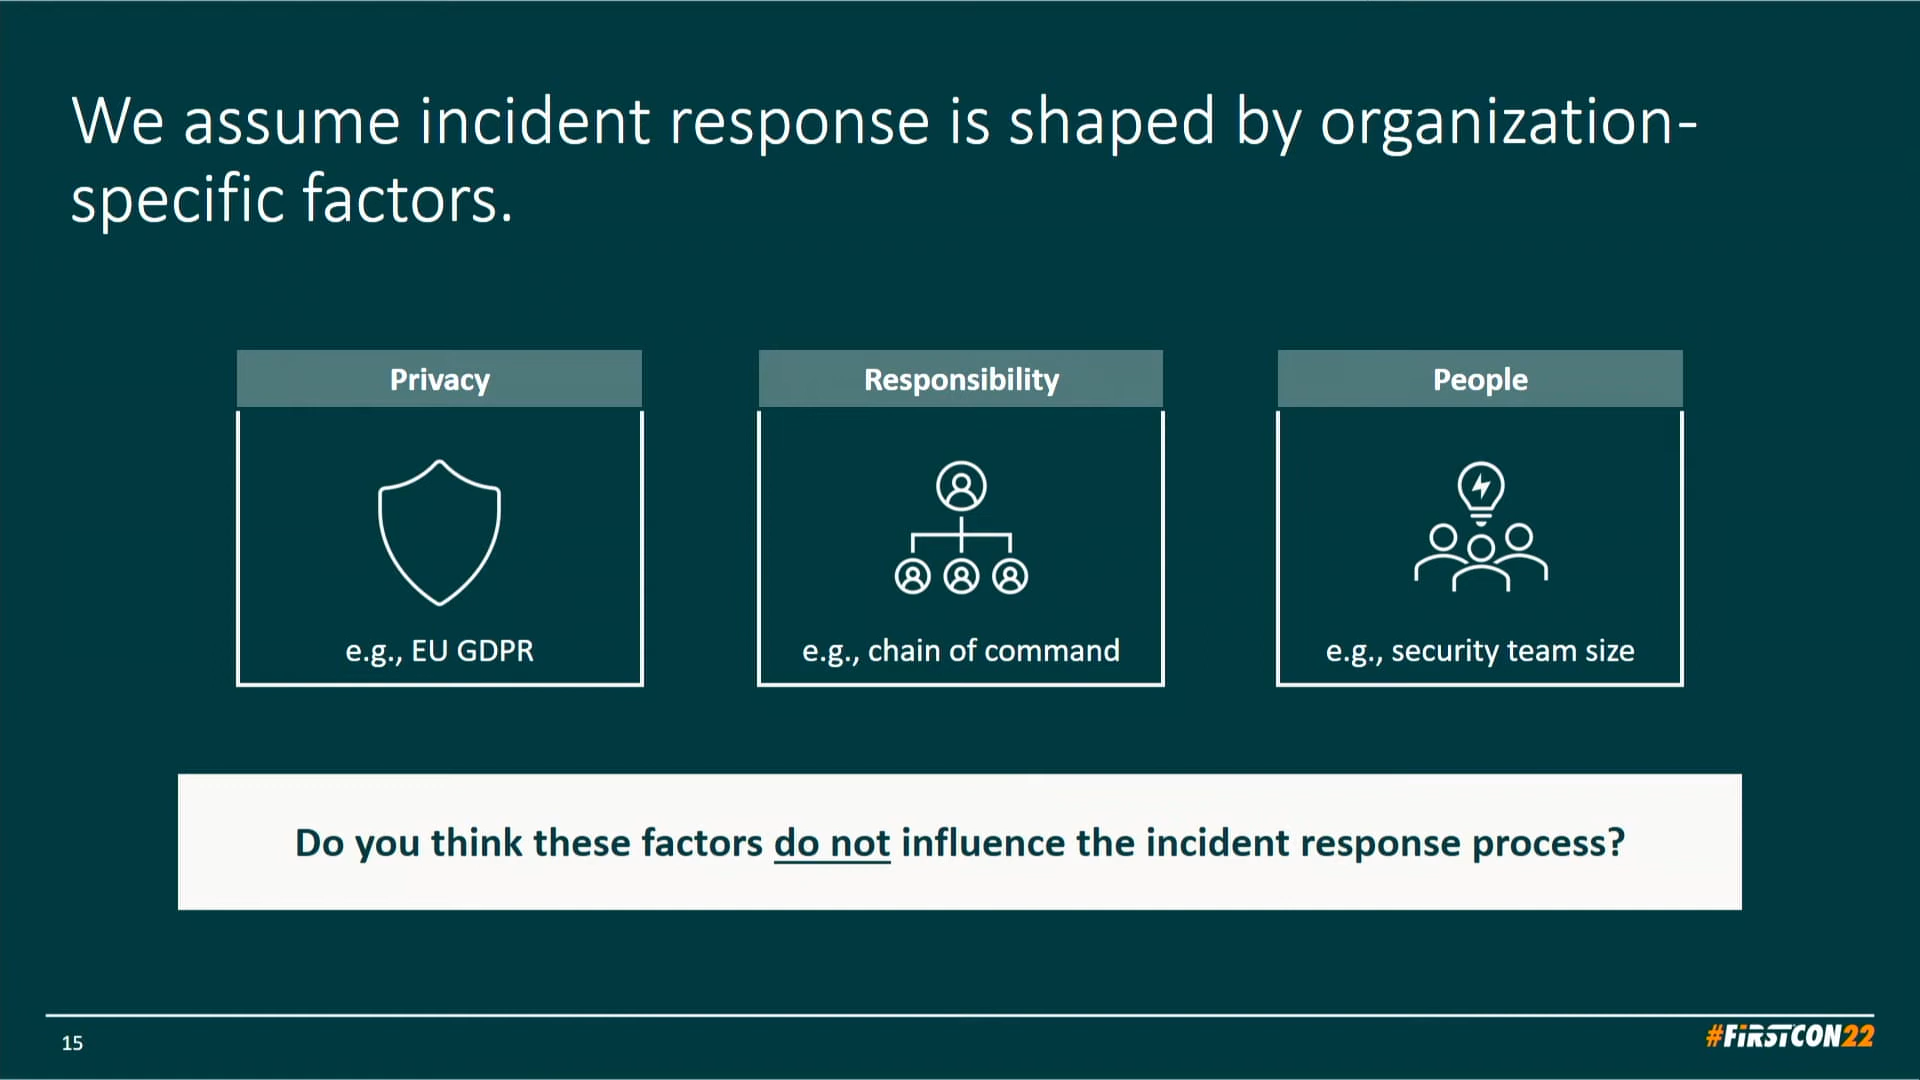 We assume incident response is shaped by organization-
specific factors.
Privacy
e.g., EU GDPR
Responsibility
e.g., chain of command
People
e.g., security team size
Do you think these factors do not influence the incident response process?
15
#FiRSTCON22